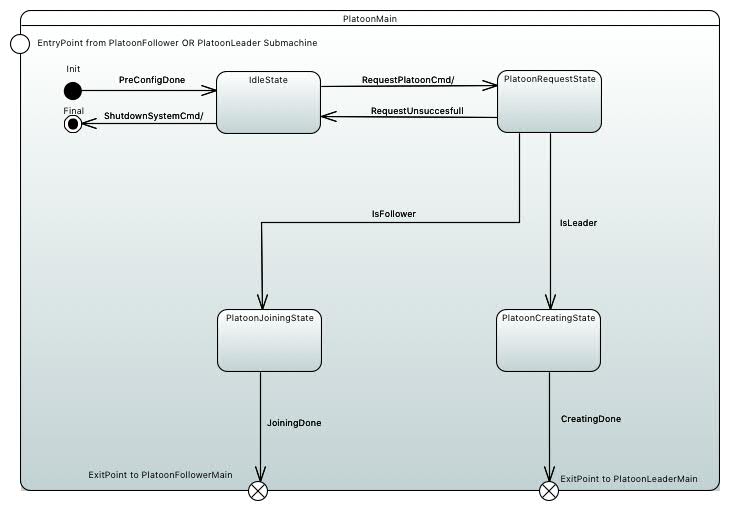 PlatoonMain
EntryPoint from PlatoonFollower OR PlatoonLeader Submachine
Init
PreConfigDone
IdleState
RequestPlatoonCmd/
PlatoonRequestState
Final
ShutdownSystemCmd/
RequestUnsuccesfull
IsFollower
IsLeader
PlatoonJoiningState
PlatoonCreatingState
JoiningDone
CreatingDone
ExitPoint to PlatoonFollowerMain
ExitPoint to PlatoonLeaderMain